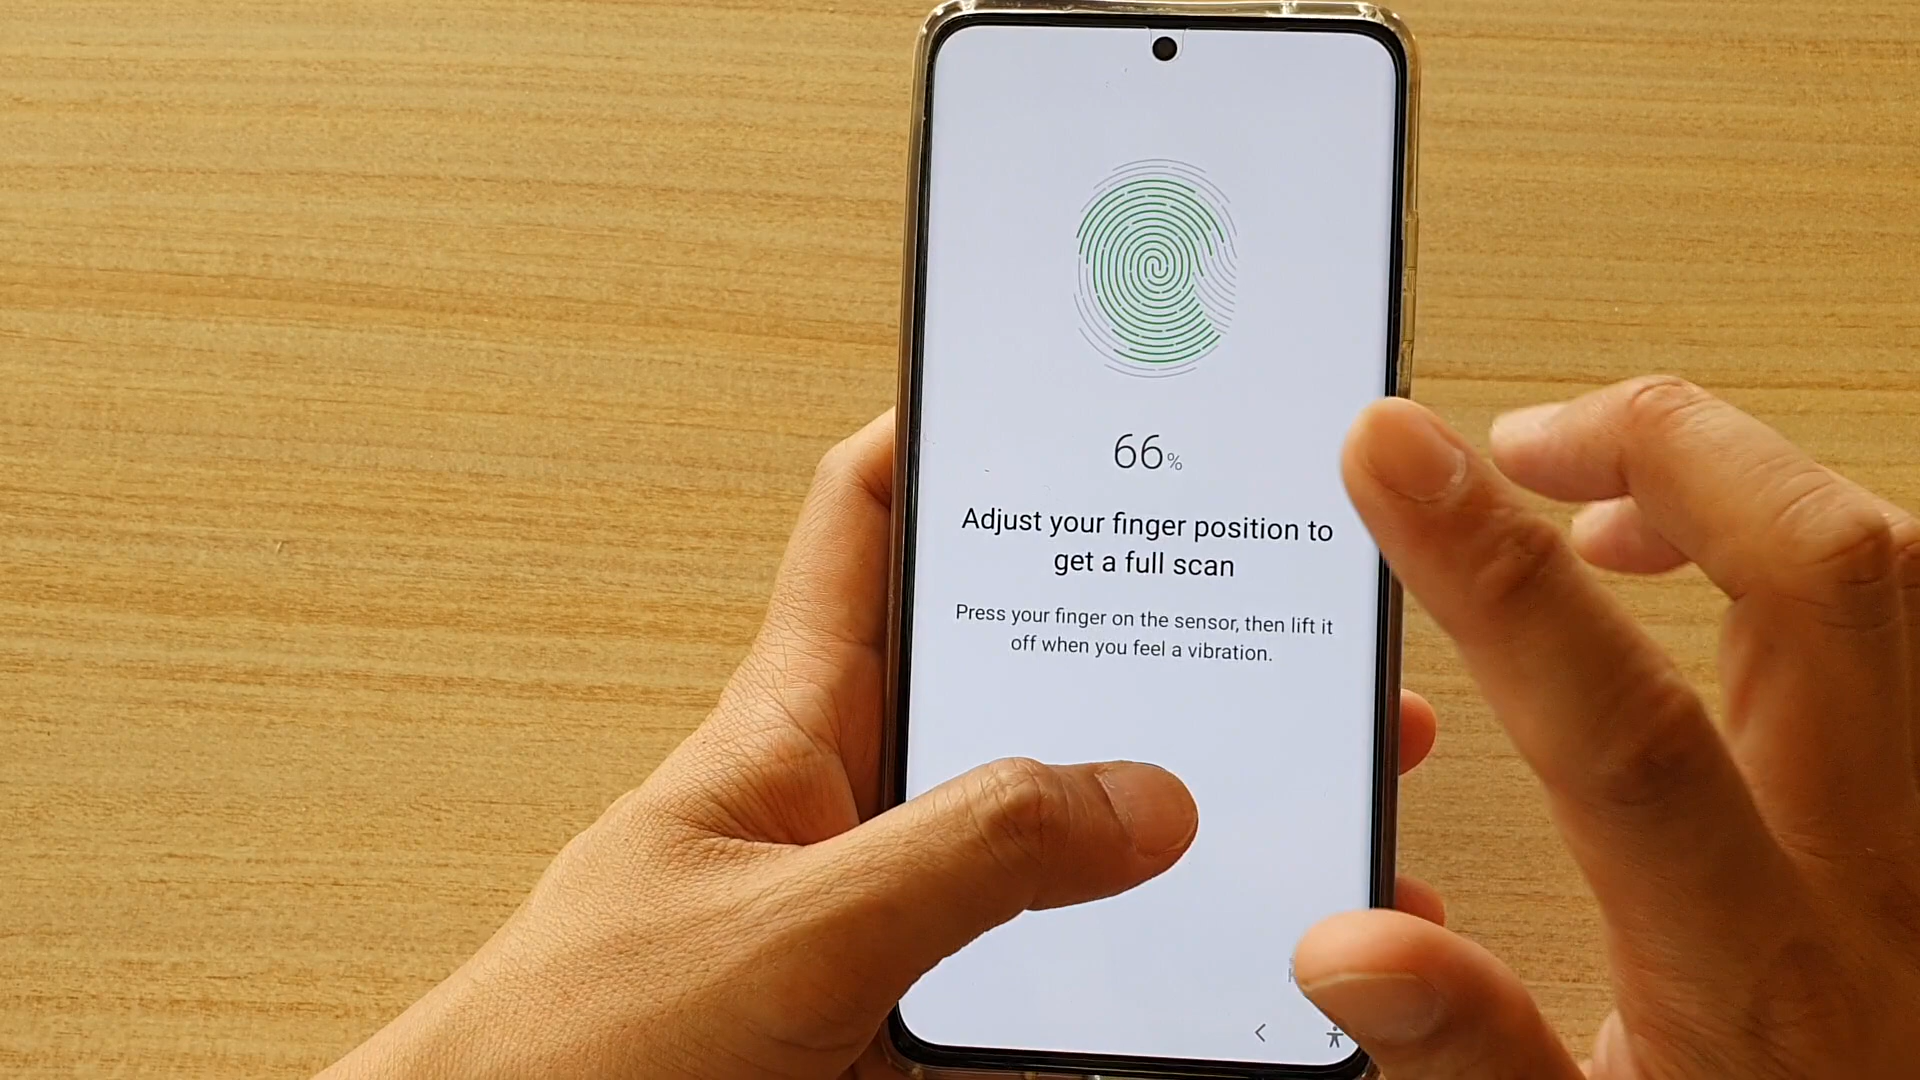 66%
Adjust your finger position to
get a full scan
Press your finger on the sensor, then lift it
off when you feel a vibration.